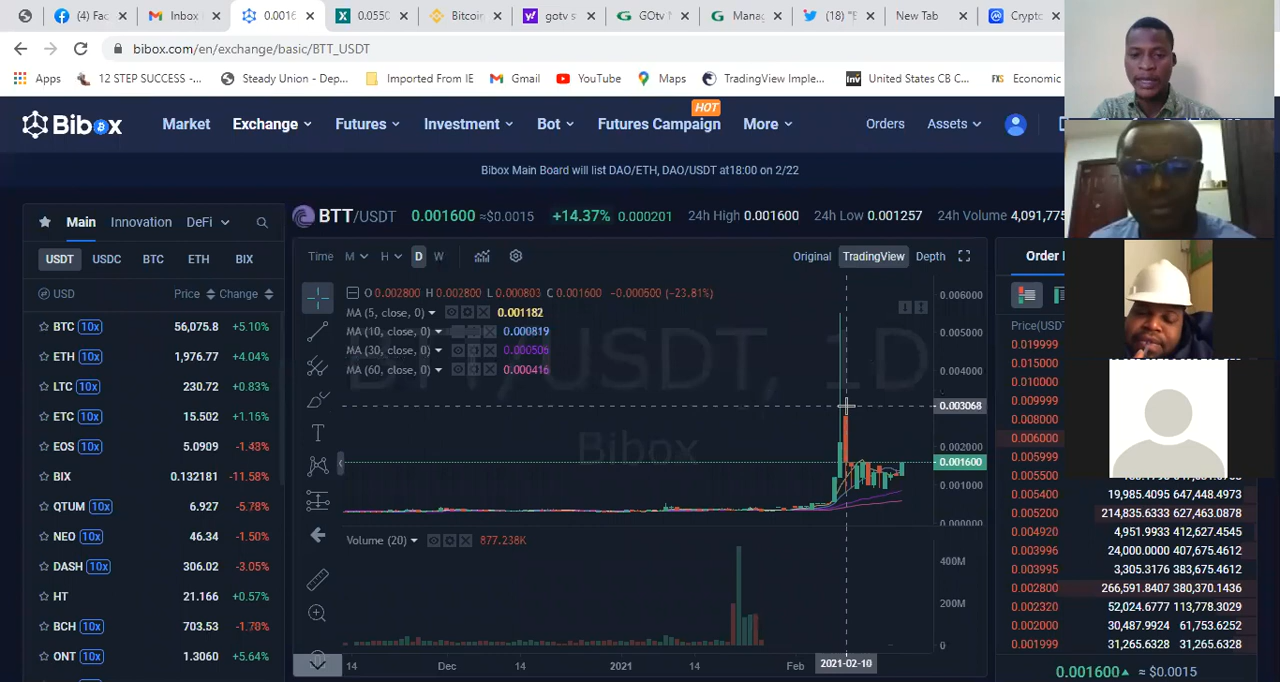 (4) Fac
Inbox
0.0016
0.0550
Bitcoin
gotv s
GOtv N
Manag
(18) "E
New Tab
Crypto
bibox.com/en/exchange/basic/BTT_USDT
Apps
12 STEP SUCCESS -...
Steady Union - Dep...
Imported From IE
Gmail
YouTube
Maps
TradingView Imple...
United States CB C...
Economic
Bibox
Market
Exchange
Futures
Investment
Bot
Futures Campaign
HOT
More
Orders
Assets
Bibox Main Board will list DAO/ETH, DAO/USDT at18:00 on 2/22
Main Innovation DeFi
USDT USDC BTC ETH BIX
USD Price Change
BTC 10x 56,075.8 +5.10%
ETH 10x 1,976.77 +4.04%
LTC 10x 230.72 +0.83%
ETC 10x 15.502 +1.15%
EOS 10x 5.0909 -1.48%
BIX 0.132181 -11.58%
QTUM 10x 6.927 -5.78%
NEO 10x 46.34 -1.50%
DASH 10x 306.02 -3.05%
HT 21.166 +0.57%
BCH 10x 703.53 -1.70%
ONT 10x 1.3060 +5.64%
BTT/USDT 0.001600 ≈$0.0015 +14.37% 0.000201 24h High 0.001600 24h Low 0.001257 24h Volume 4,091,775
Time M H D W
Original TradingView Depth
O 0.002800 H 0.002800 L 0.000803 C 0.001600 -0.000500 (-23.81%)
MA (5, close, 0) 0.001182
MA (10, close, 0) 0.000819
MA (30, close, 0) 0.000505
MA (60, close, 0) 0.000416
BTT/USDT, 1D
Bibox
0.006000
0.005000
0.004000
0.003068
0.002000
0.001600
0.001000
0.000000
Volume (20) 877.238K
400M
200M
0
14 Dec 14 2021 14 Feb 2021-02-10
Order
Price(USDT
0.019999
0.015000
0.010000
0.009999
0.008000
0.006000
0.005999
0.005500
0.005400 19,985.4095 647,448.4973
0.005200 214,835.6333 627,463.0878
0.004920 4,951.9933 412,627.4545
0.003996 24,000.0000 407,675.4612
0.003995 3,305.3176 383,675.4612
0.002800 266,591.8407 380,370.1436
0.002320 52,024.6777 113,778.3029
0.002000 30,487.9924 61,753.6252
0.001999 31,265.6328 31,265.6328
0.001600 ≈ $0.0015